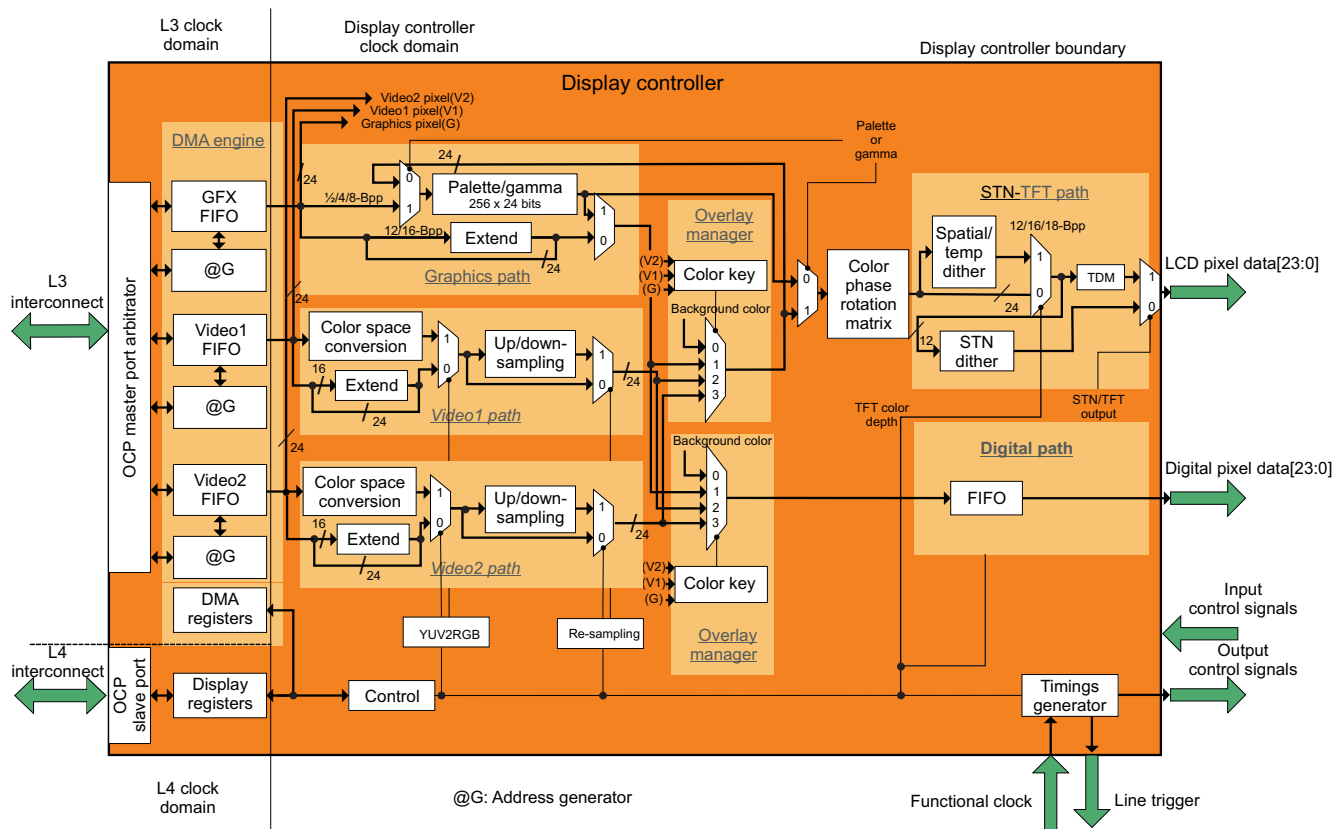 L3 clock
domain
Display controller
clock domain
Display controller boundary
Display controller
Video2 pixel(V2)
Video1 pixel(V1)
Graphics pixel(G)
DMA engine
Palette
or
gamma
24
24
0
1
Palette/gamma
256 x 24 bits
½/4/8-Bpp
GFX
FIFO
12/16-Bpp
Extend
1
0
24
Graphics path
@G
Overlay
manager
(V2)
(V1)
(G)
Color key
Background color
0
1
2
3
0
1
Color
phase
rotation
matrix
STN-TFT path
12/16/18-Bpp
Spatial/
temp
dither
1
0
24
TDM
1
0
12
STN
dither
LCD pixel data[23:0]
L3
interconnect
OCP master port arbitrator
24
Video1
FIFO
Color space
conversion
16
Extend
24
1
0
Up/down-
sampling
1
0
24
Video1 path
@G
TFT color
depth
STN/TFT
output
24
Video2
FIFO
Color space
conversion
16
Extend
24
1
0
Up/down-
sampling
1
0
24
Video2 path
@G
Background color
0
1
2
3
(V2)
(V1)
(G)
Color key
Overlay
manager
Digital path
FIFO
Digital pixel data[23:0]
DMA
registers
YUV2RGB
Re-sampling
Input
control signals
Output
control signals
L4
interconnect
OCP
slave port
Display
registers
Control
Timings
generator
L4 clock
domain
@G: Address generator
Functional clock
Line trigger